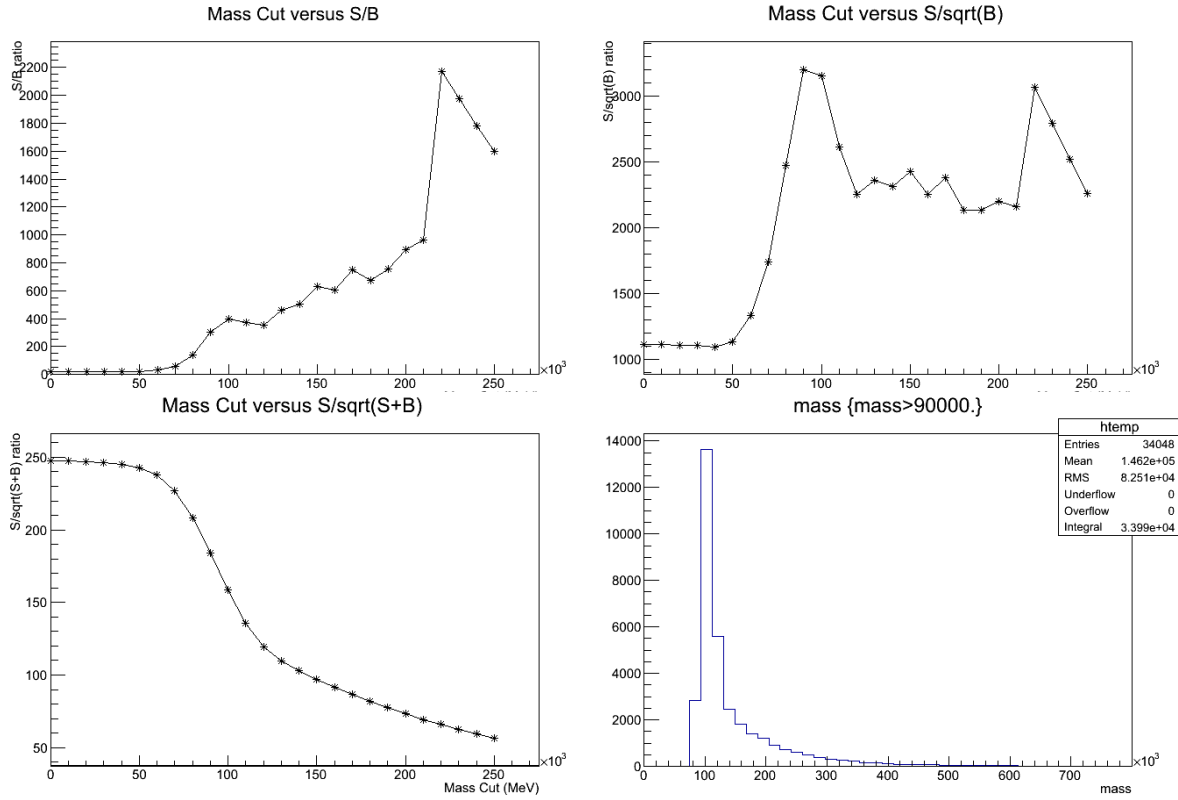 Mass Cut versus S/B
S/B ratio
2200
2000
1800
1600
1400
1200
1000
800
600
400
200
0
0 50 100 150 200 250
×10³
Mass Cut versus S/sqrt(B)
S/sqrt(B) ratio
3000
2500
2000
1500
1000
0 50 100 150 200 250
×10³
Mass Cut versus S/sqrt(S+B)
S/sqrt(S+B) ratio
250
200
150
100
50
0 50 100 150 200 250
×10³
Mass Cut (MeV)
mass {mass>90000.}
htemp
Entries 34048
Mean 1.462e+05
RMS 8.251e+04
Underflow 0
Overflow 0
Integral 3.399e+04
14000
12000
10000
8000
6000
4000
2000
0
0 100 200 300 400 500 600 700
×10³
mass